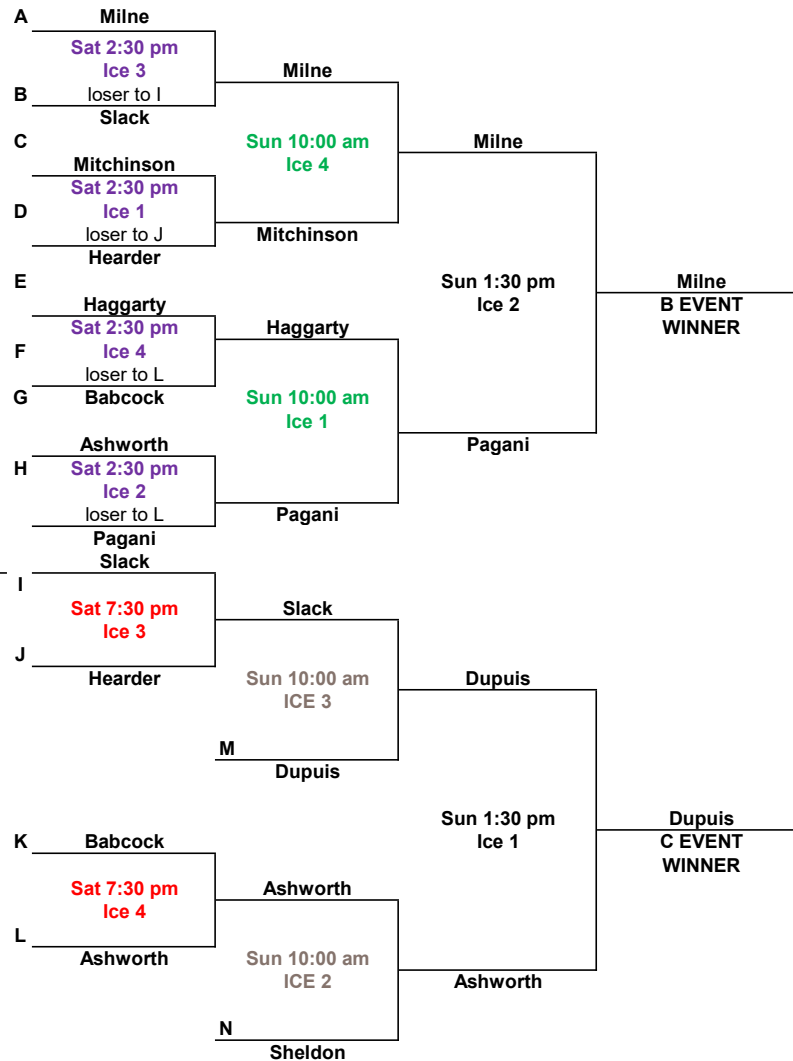 A
Milne
Sat 2:30 pm
Ice 3
loser to I
B
Slack
Milne
C
Mitchinson
Sat 2:30 pm
Ice 1
D
loser to J
Hearder
Mitchinson
Sun 10:00 am
Ice 4
Milne
E
Haggarty
Sat 2:30 pm
Ice 4
F
loser to L
G
Babcock
Haggarty
Ashworth
H
Sat 2:30 pm
Ice 2
loser to L
Pagani
Pagani
Sun 10:00 am
Ice 1
Pagani
Sun 1:30 pm
Ice 2
Milne
B EVENT
WINNER
Slack
I
Sat 7:30 pm
Ice 3
J
Hearder
Slack
Sun 10:00 am
ICE 3
M
Dupuis
Dupuis
K
Babcock
Sat 7:30 pm
Ice 4
L
Ashworth
Ashworth
Sun 10:00 am
ICE 2
N
Sheldon
Ashworth
Sun 1:30 pm
Ice 1
Dupuis
C EVENT
WINNER